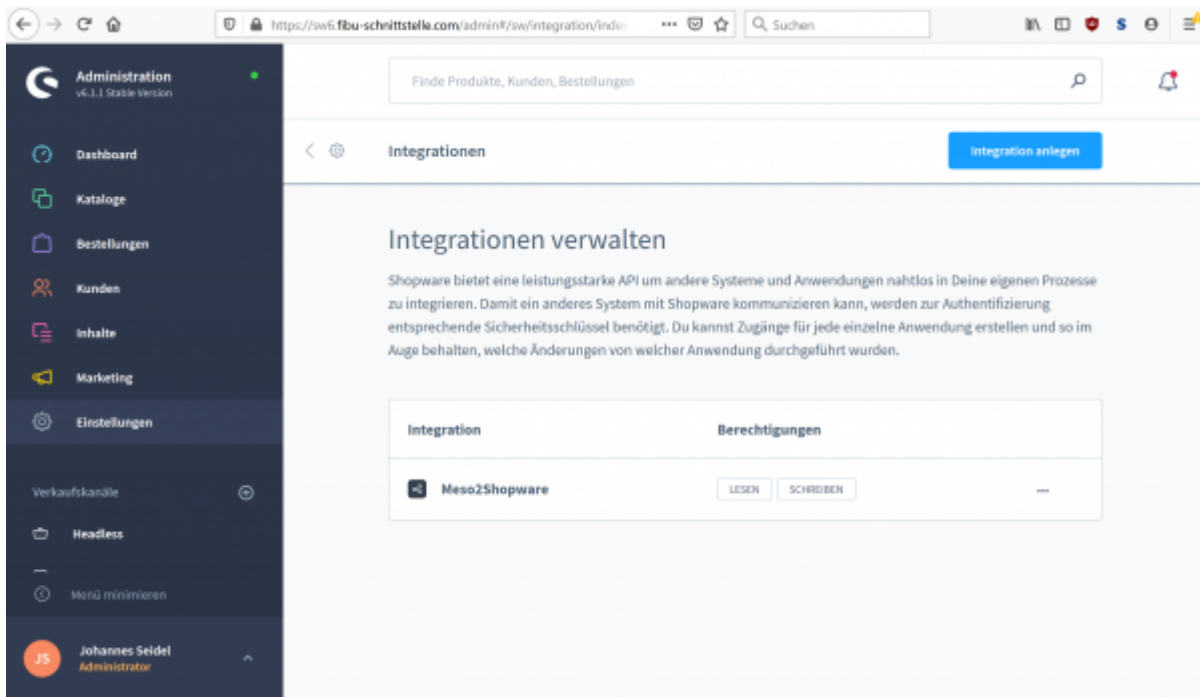 https://sw6.fibu-schnittstelle.com/admin#/sw/integration/index
Suchen
Administration
v6.1.1 Stable Version
Dashboard
Kataloge
Bestellungen
Kunden
Inhalte
Marketing
Einstellungen
Verkaufskanäle
Headless
Menü minimieren
JS
Johannes Seidel
Administrator
Finde Produkte, Kunden, Bestellungen
Integrationen
Integration anlegen
Integrationen verwalten
Shopware bietet eine leistungsstarke API um andere Systeme und Anwendungen nahtlos in Deine eigenen Prozesse
zu integrieren. Damit ein anderes System mit Shopware kommunizieren kann, werden zur Authentifizierung
entsprechende Sicherheitsschlüssel benötigt. Du kannst Zugänge für jede einzelne Anwendung erstellen und so im
Auge behalten, welche Änderungen von welcher Anwendung durchgeführt wurden.
Integration Berechtigungen
Meso2Shopware LESEN SCHREIBEN